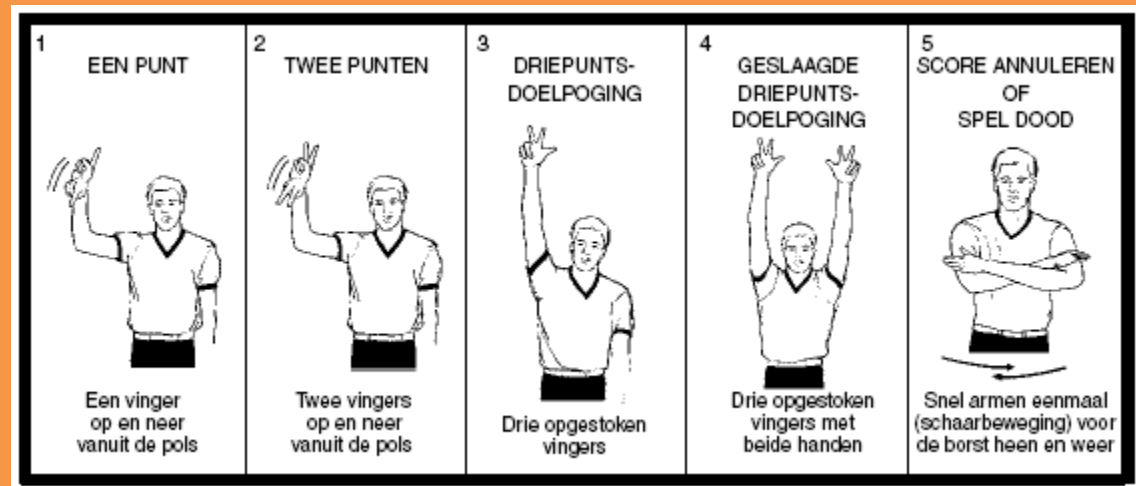 1
EEN PUNT
Een vinger
op en neer
vanuit de pols
2
TWEE PUNTEN
Twee vingers
op en neer
vanuit de pols
3
DRIEPUNTS-
DOELPOGING
Drie opgestoken
vingers
4
GESLAAGDE
DRIEPUNTS-
DOELPOGING
Drie opgestoken
vingers met
beide handen
5
SCORE ANNULEREN
OF
SPEL DOOD
Snel armen eenmaal
(schaarbeweging) voor
de borst heen en weer